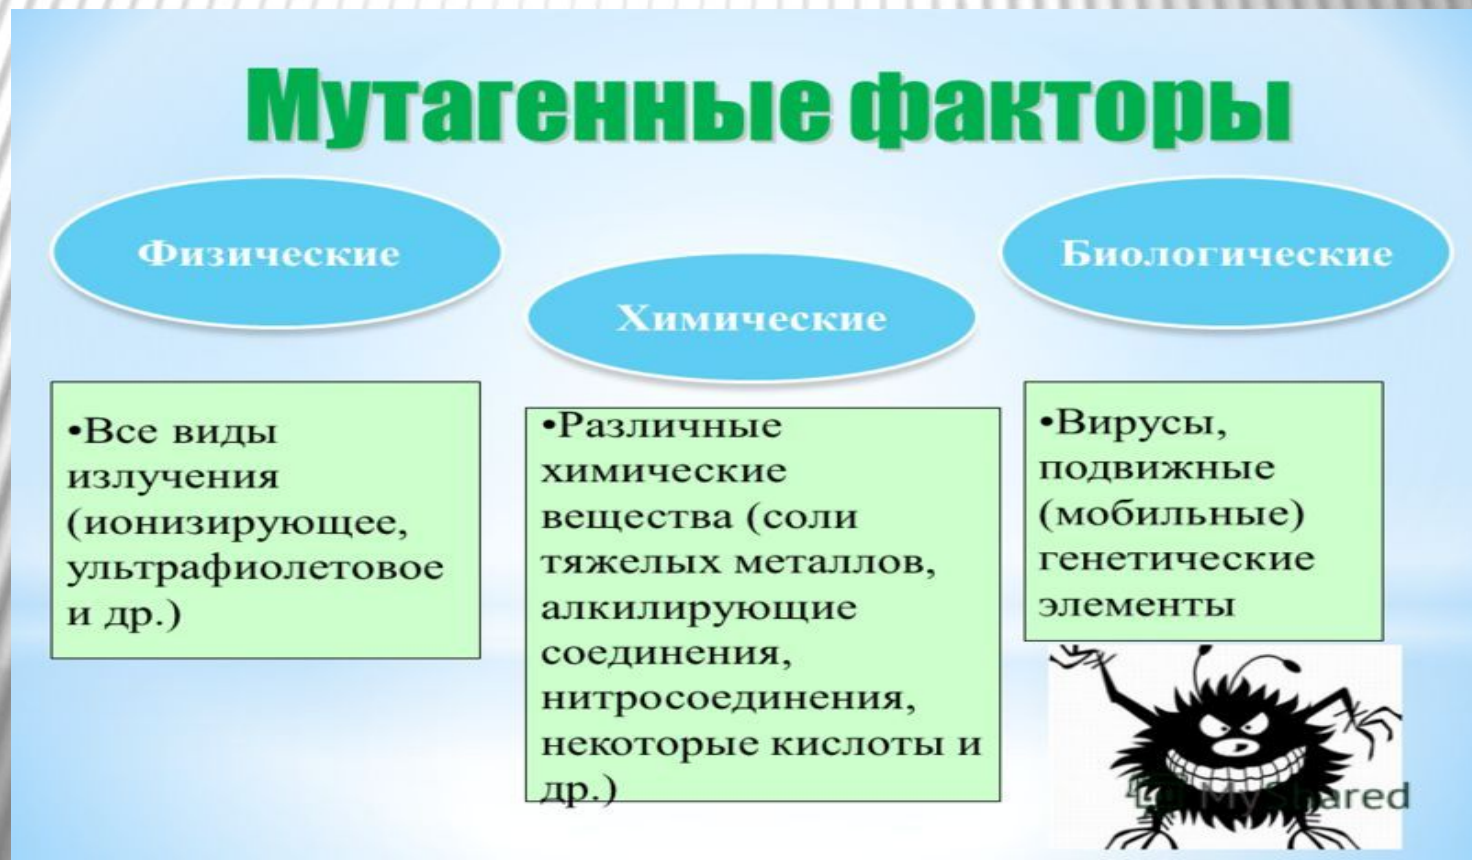 Мутагенные факторы
Физические
Химические
Биологические
•Все виды
излучения
(ионизирующее,
ультрафиолетовое
и др.)
•Различные
химические
вещества (соли
тяжелых металлов,
алкилирующие
соединения,
нитросоединения,
некоторые кислоты и
др.)
•Вирусы,
подвижные
(мобильные)
генетические
элементы
MyShared